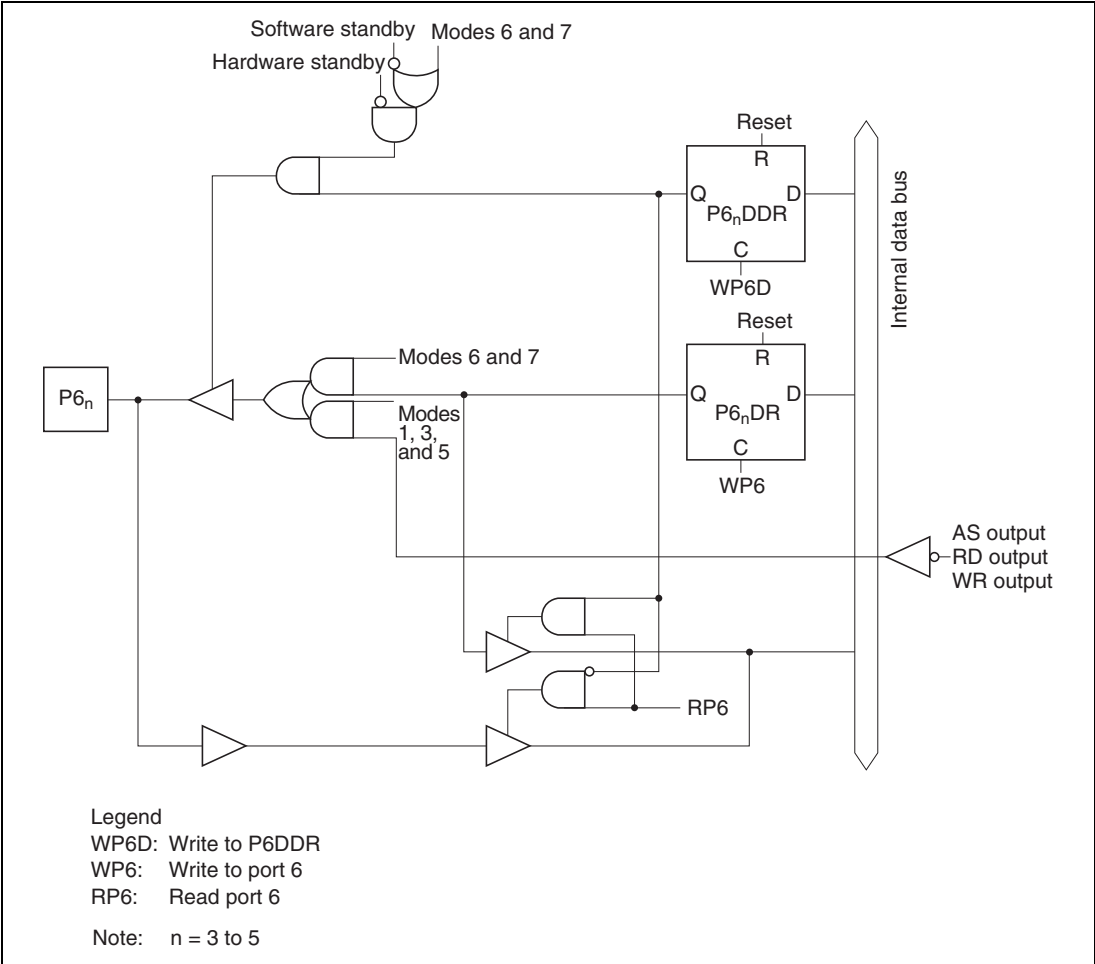 Software standby
Modes 6 and 7
Hardware standby
Reset
R
Q
D
P6nDDR
C
WP6D
Internal data bus
Reset
R
Modes 6 and 7
P6n
Q
D
P6nDR
Modes
1, 3,
and 5
C
WP6
AS output
RD output
WR output
RP6
Legend
WP6D: Write to P6DDR
WP6: Write to port 6
RP6: Read port 6
Note: n = 3 to 5